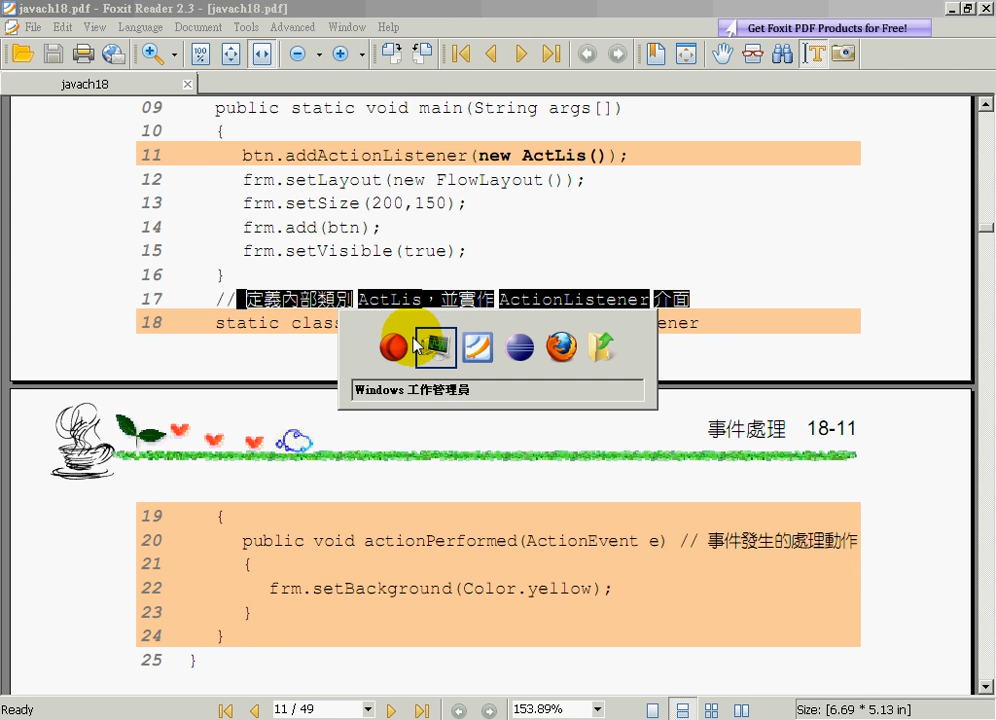 javach18.pdf - Foxit Reader 2.3 - [javach18.pdf]
File Edit View Language Document Tools Advanced Window Help
Get Foxit PDF Products for Free!
javach18
09 public static void main(String args[])
10 {
11 btn.addActionListener(new ActLis());
12 frm.setLayout(new FlowLayout());
13 frm.setSize(200,150);
14 frm.add(btn);
15 frm.setVisible(true);
16 }
17 // 定義內部類別 ActLis，並實作 ActionListener 介面
18 static clas ener
Windows 工作管理員
事件處理 18-11
19 {
20 public void actionPerformed(ActionEvent e) // 事件發生的處理動作
21 {
22 frm.setBackground(Color.yellow);
23 }
24 }
25 }
Ready 11 / 49 153.89% Size: [6.69 * 5.13 in]